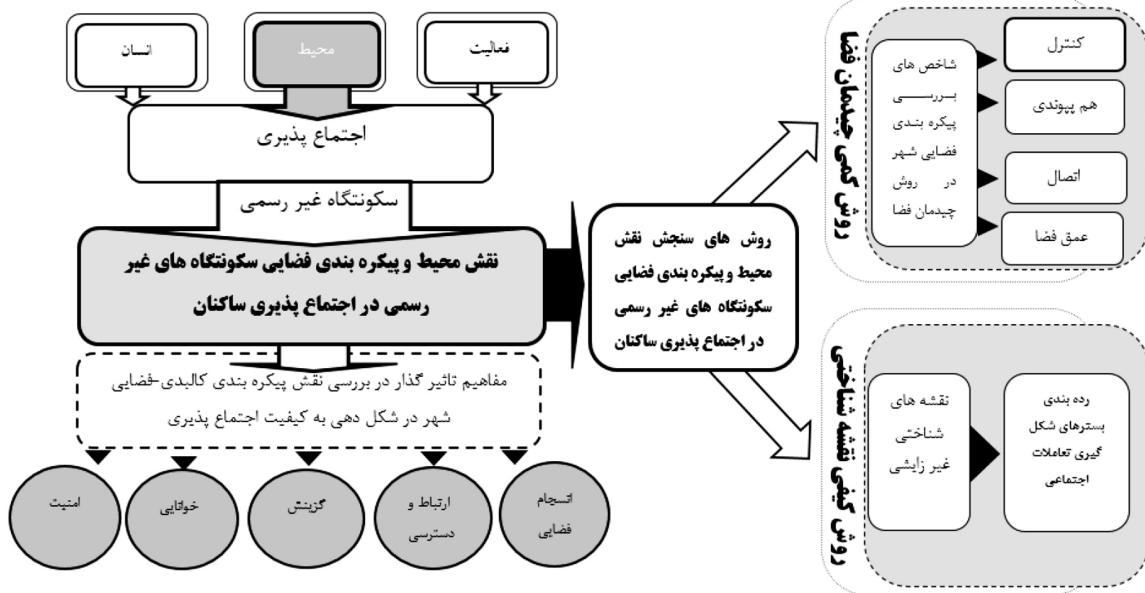 فعالیت
محیط
انسان
اجتماع پذیری
سکونتگاه غیر رسمی
نقش محیط و پیکره بندی فضایی سکونتگاه های غیر
رسمی در اجتماع پذیری ساکنان
مفاهیم تاثیر گذار در بررسی نقش پیکره بندی کالبدی-فضایی
شهر در شکل دهی به کیفیت اجتماع پذیری
انسجام
فضایی
ارتباط و
دسترسی
گزینش
خوانایی
امنیت
روش های سنجش نقش
محیط و پیکره بندی فضایی
سکونتگاه های غیر رسمی
در اجتماع پذیری ساکنان
روش کمی چیدمان فضا
شاخص های
بررسی
پیکره بندی
فضایی شهر
در روش
چیدمان فضا
کنترل
هم پیوندی
اتصال
عمق فضا
روش کیفی نقشه شناختی
نقشه های
شناختی
غیر زایشی
رده بندی
بسترهای شکل
گیری تعاملات
اجتماعی